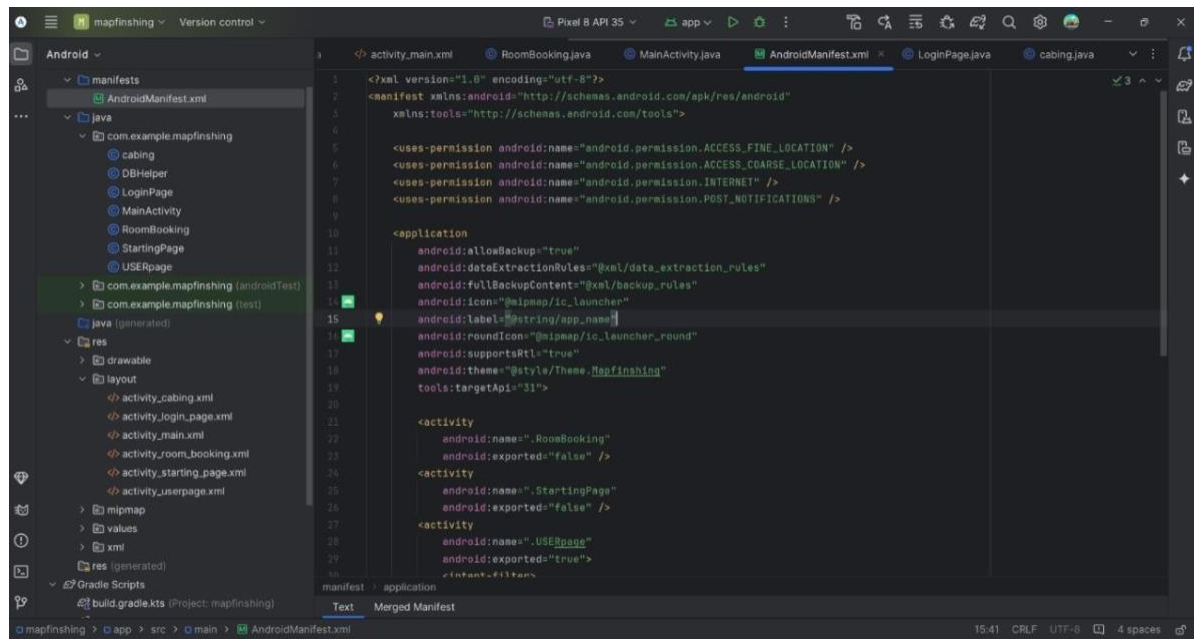 M mapfinshing Version control Pixel 8 API 35 app
Android
manifests
AndroidManifest.xml
java
com.example.mapfinshing
cabing
DBHelper
LoginPage
MainActivity
RoomBooking
StartingPage
USERpage
com.example.mapfinshing (androidTest)
com.example.mapfinshing (test)
java (generated)
res
drawable
layout
activity_cabing.xml
activity_login_page.xml
activity_main.xml
activity_room_booking.xml
activity_starting_page.xml
activity_userpage.xml
mipmap
values
xml
res (generated)
Gradle Scripts
build.gradle.kts (Project: mapfinshing)
activity_main.xml RoomBooking.java MainActivity.java AndroidManifest.xml LoginPage.java cabing.java
3
1 <?xml version="1.0" encoding="utf-8"?>
2 <manifest xmlns:android="http://schemas.android.com/apk/res/android"
3 xmlns:tools="http://schemas.android.com/tools">
<uses-permission android:name="android.permission.ACCESS_FINE_LOCATION" />
<uses-permission android:name="android.permission.ACCESS_COARSE_LOCATION" />
7 <uses-permission android:name="android.permission.INTERNET" />
8 <uses-permission android:name="android.permission.POST_NOTIFICATIONS" />
9
10 <application
11 android:allowBackup="true"
12 android:dataExtractionRules="@xml/data_extraction_rules"
13 android:fullBackupContent="@xml/backup_rules"
14 android:icon="@mipmap/ic_launcher"
15 android:label="@string/app_name"
16 android:roundIcon="@mipmap/ic_launcher_round"
17 android:supportsRtl="true"
18 android:theme="@style/Theme.Mapfinshing"
19 tools:targetApi="31">
20
21 <activity
22 android:name=".RoomBooking"
23 android:exported="false" />
24 <activity
25 android:name=".StartingPage"
26 android:exported="false" />
27 <activity
28 android:name=".USERpage"
29 android:exported="true">
30 <intent-filter>
manifest > application
Text Merged Manifest
mapfinshing > app > src > main > AndroidManifest.xml 15:41 CRLF UTF-8 4 spaces